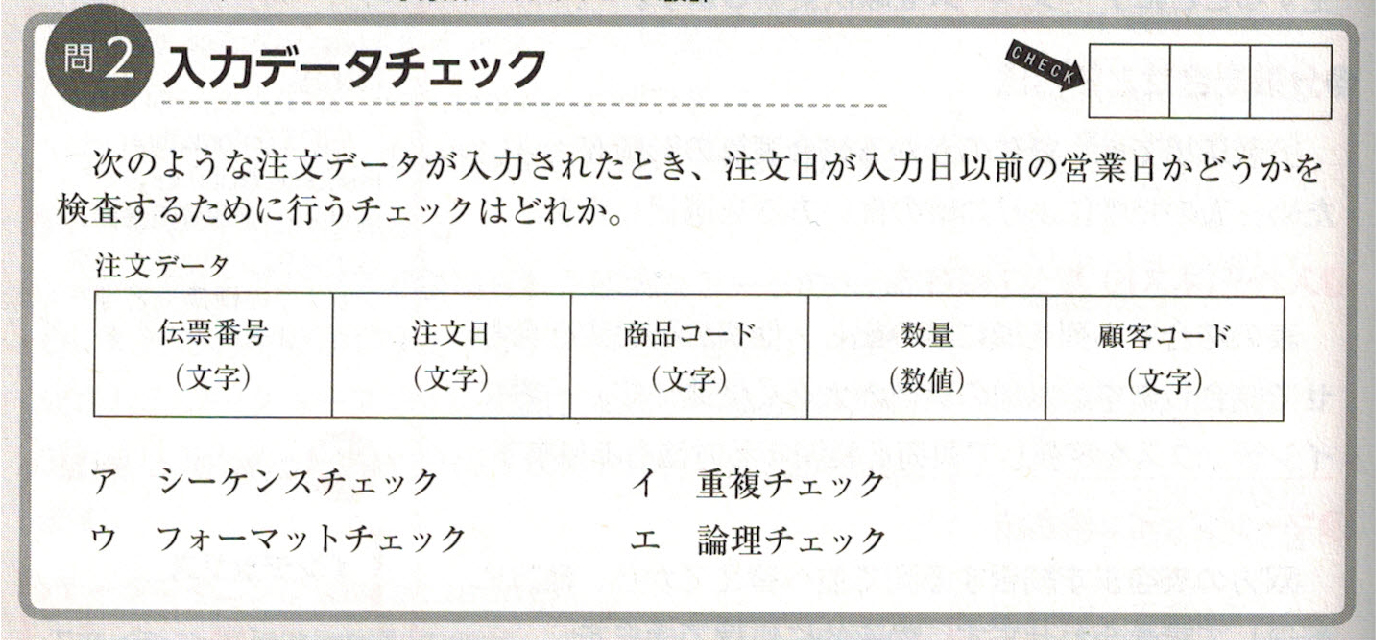 問2 入力データチェック
CHECK
次のような注文データが入力されたとき、注文日が入力日以前の営業日かどうかを
検査するために行うチェックはどれか。
注文データ
伝票番号 注文日 商品コード 数量 顧客コード
（文字） （文字） （文字） （数値） （文字）
ア シーケンスチェック イ 重複チェック
ウ フォーマットチェック エ 論理チェック